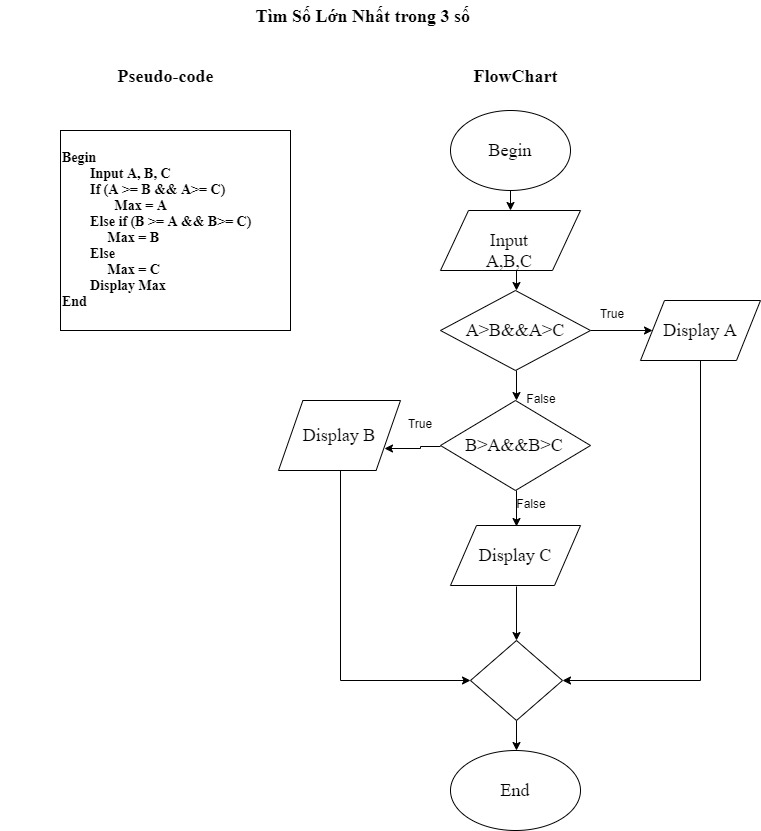 Tìm Số Lớn Nhất trong 3 số
Pseudo-code
Begin
Input A, B, C
If (A >= B && A>= C)
Max = A
Else if (B >= A && B>= C)
Max = B
Else
Max = C
Display Max
End
FlowChart
Begin
Input
A,B,C
A>B&&A>C
True
Display A
False
B>A&&B>C
True
Display B
False
Display C
End